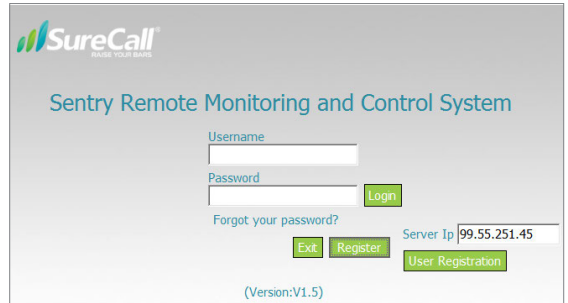 SureCall®
RAISE YOUR BARS
Sentry Remote Monitoring and Control System
Username
Password
Login
Forgot your password?
Exit Register
Server Ip 99.55.251.45
User Registration
(Version:V1.5)